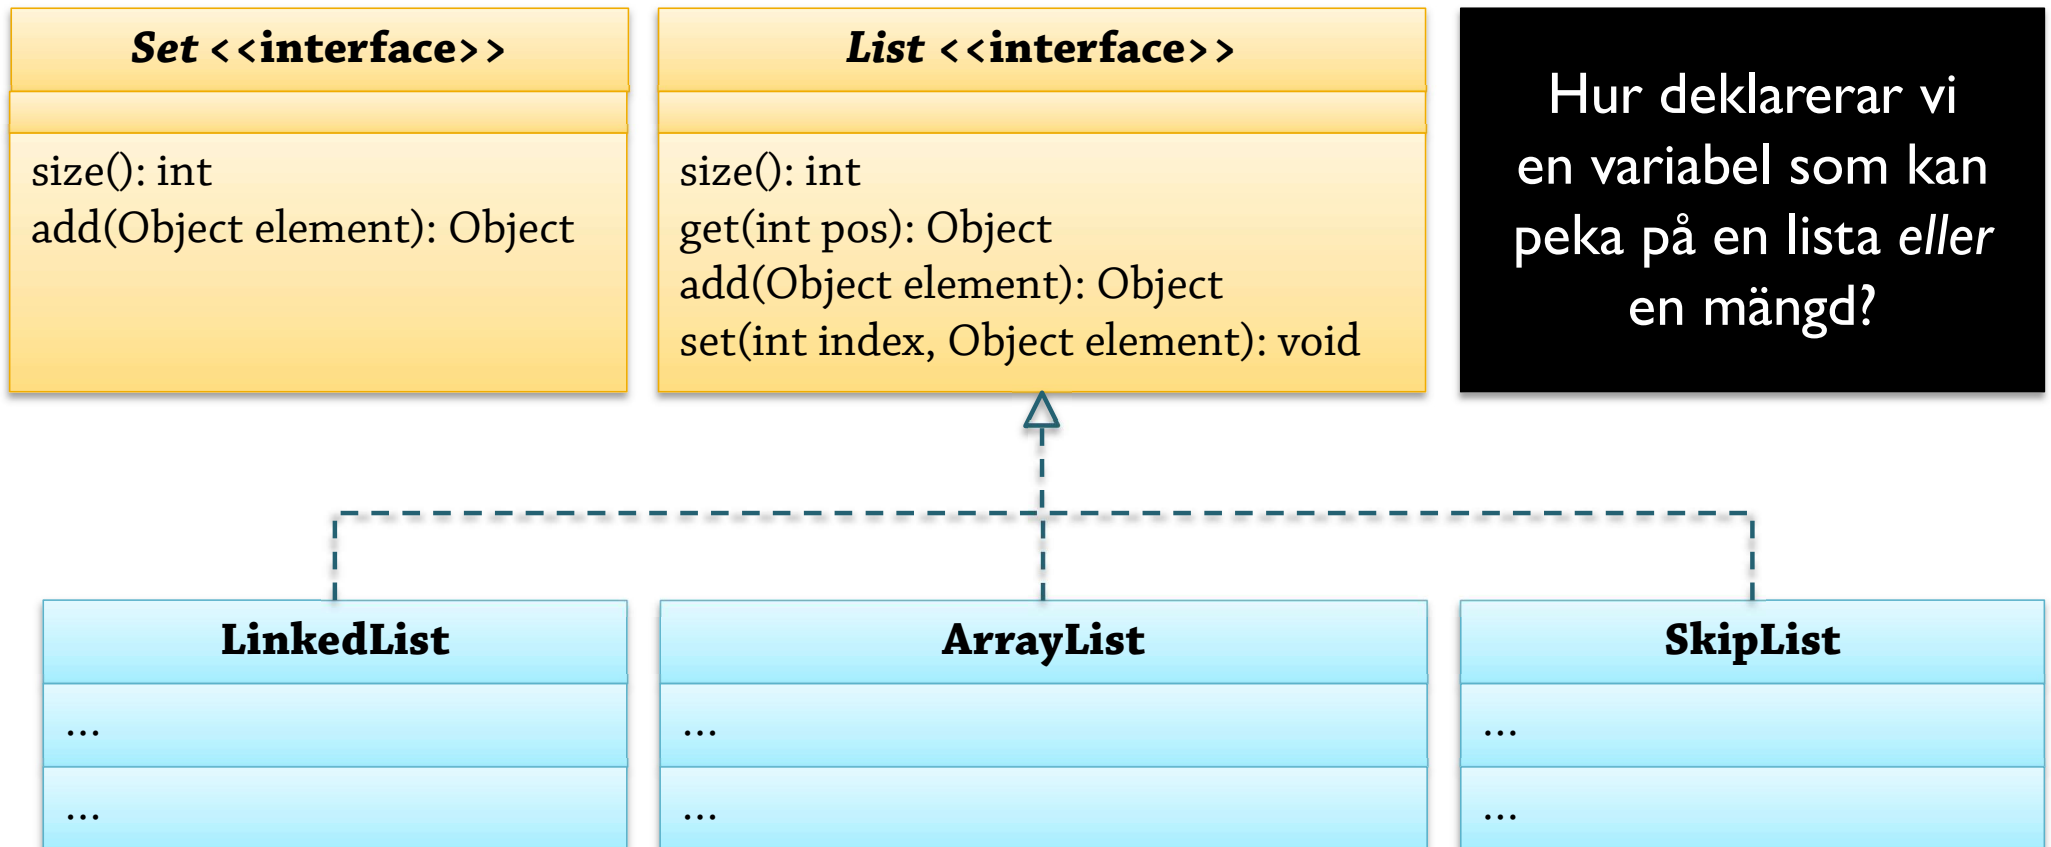 Set <<interface>>
size(): int
add(Object element): Object
List <<interface>>
size(): int
get(int pos): Object
add(Object element): Object
set(int index, Object element): void
Hur deklarerar vi
en variabel som kan
peka på en lista eller
en mängd?
LinkedList
...
...
ArrayList
...
...
SkipList
...
...